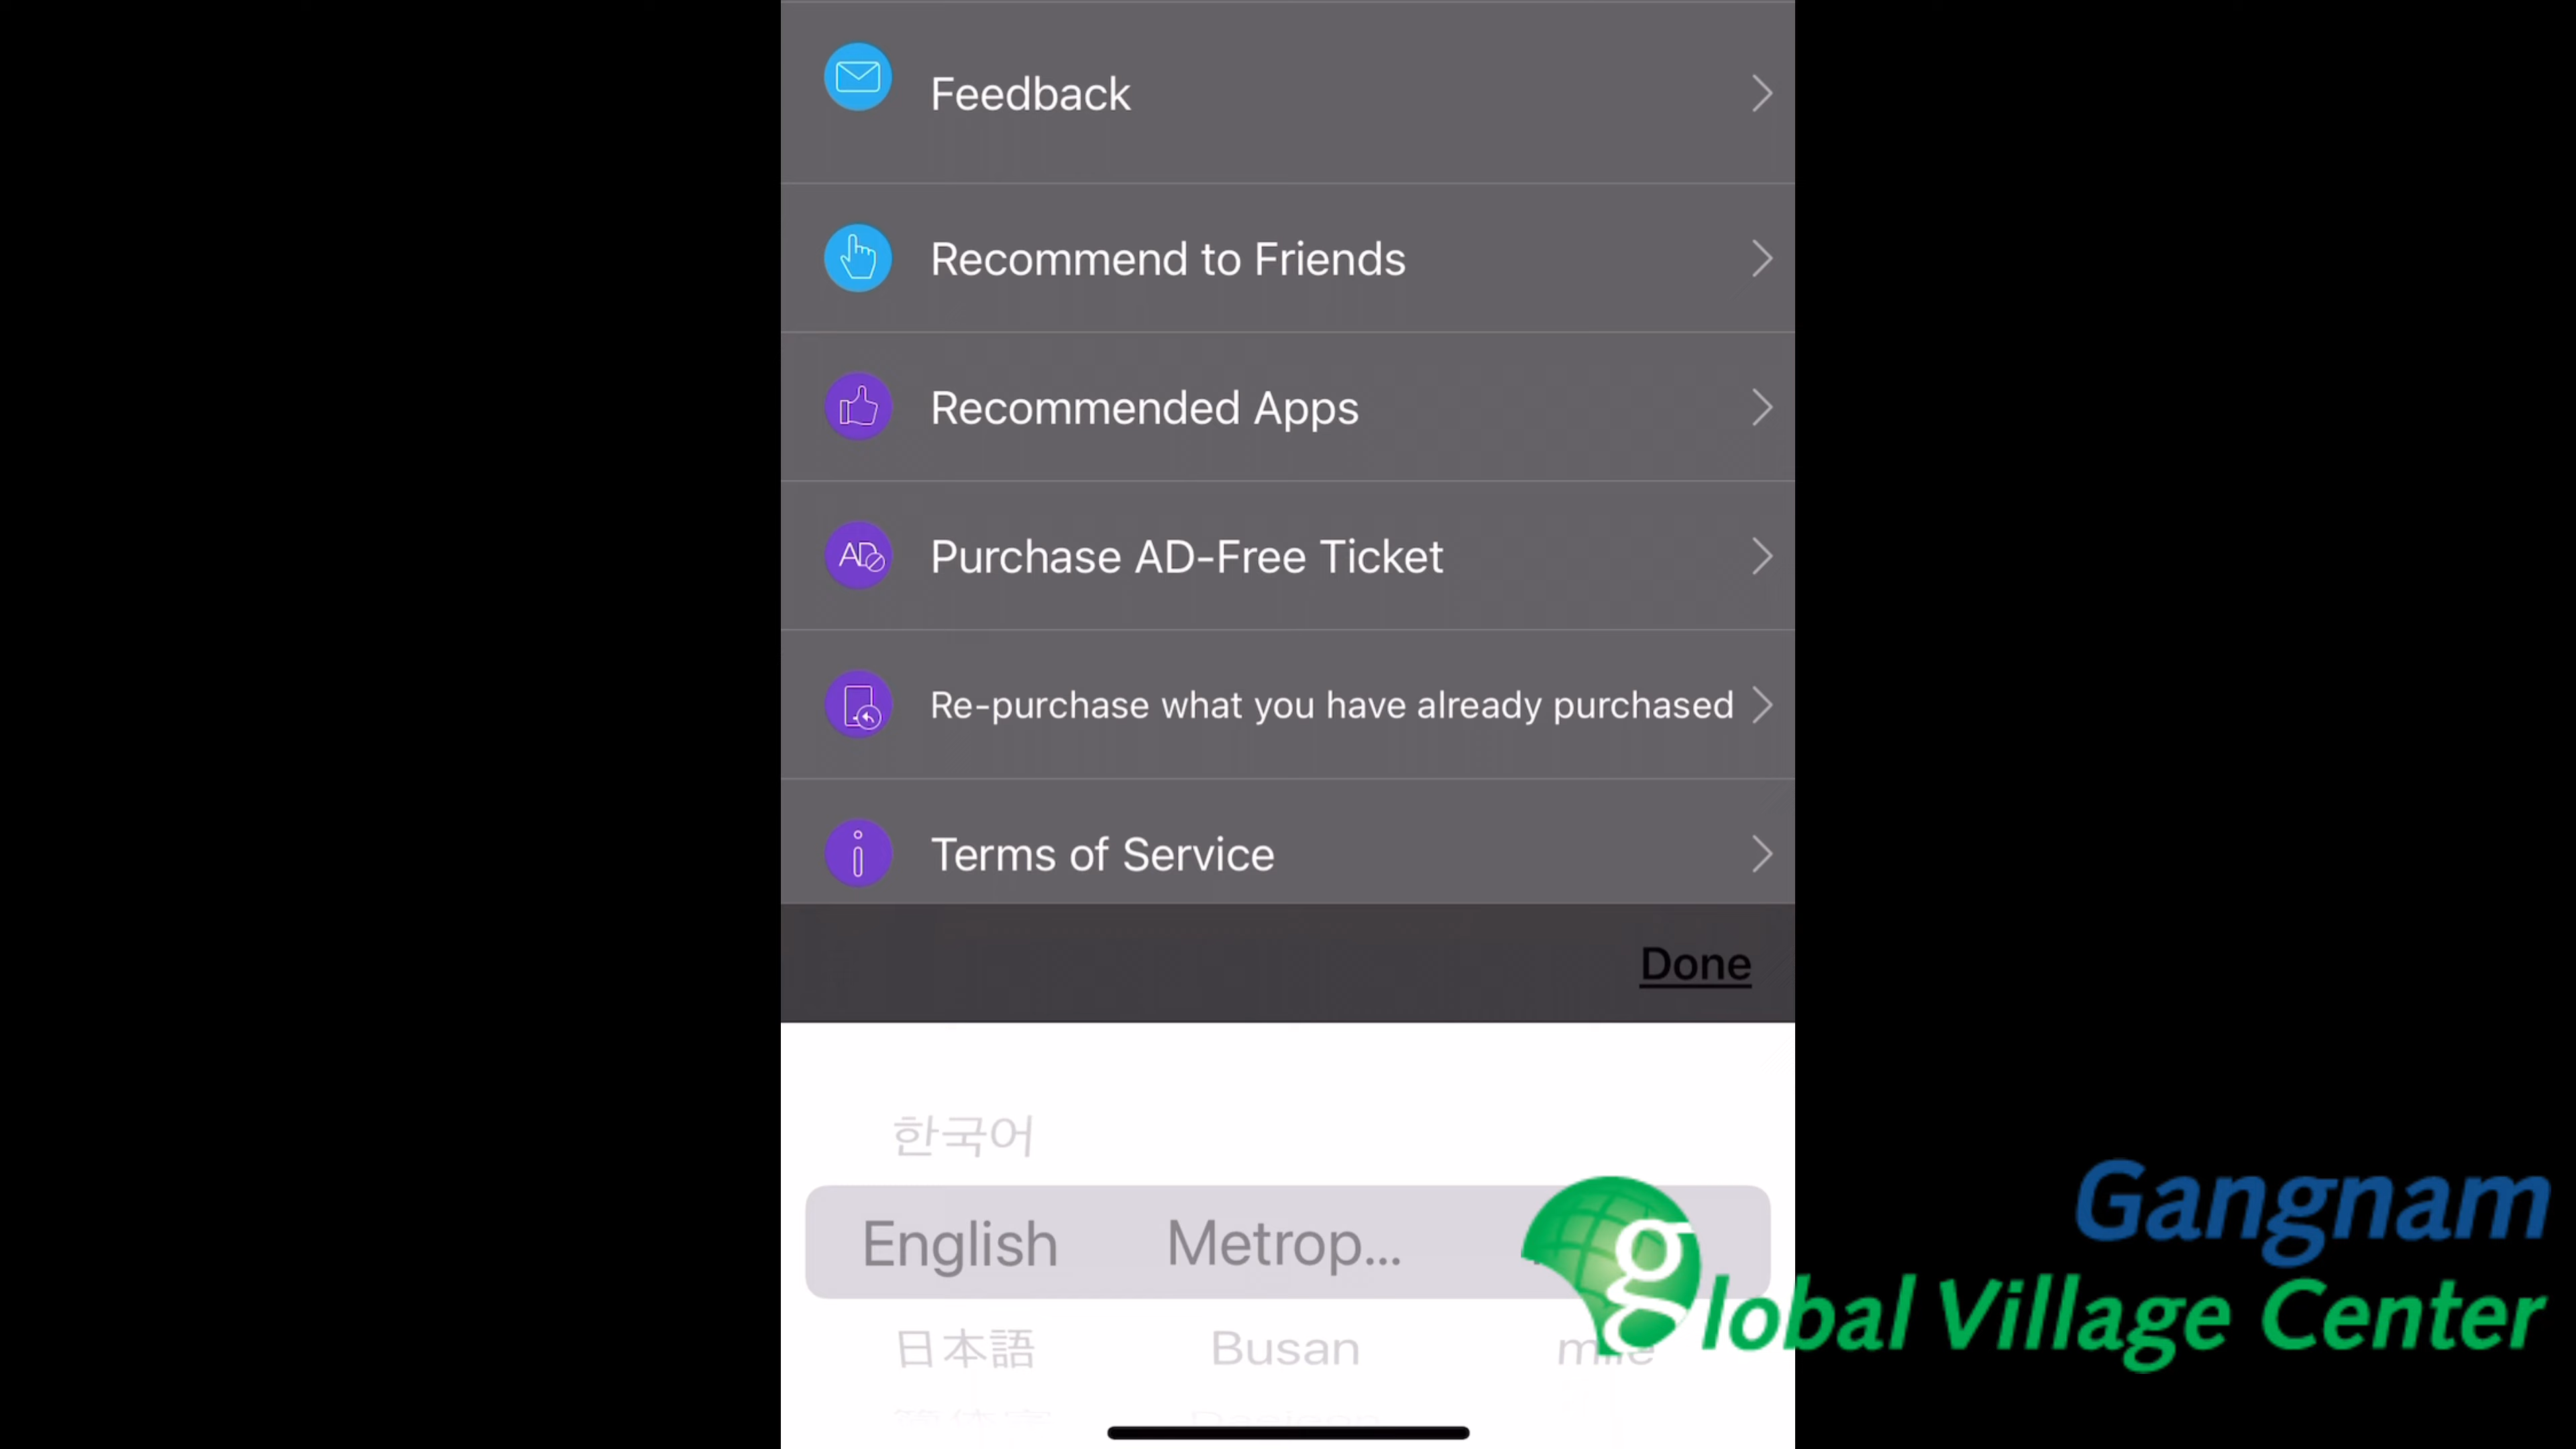 Feedback
Recommend to Friends
Recommended Apps
AD
Purchase AD-Free Ticket
Re-purchase what you have already purchased
Terms of Service
Done
한국어
English Metrop...
日本語 Busan mile
Gangnam
global Village Center